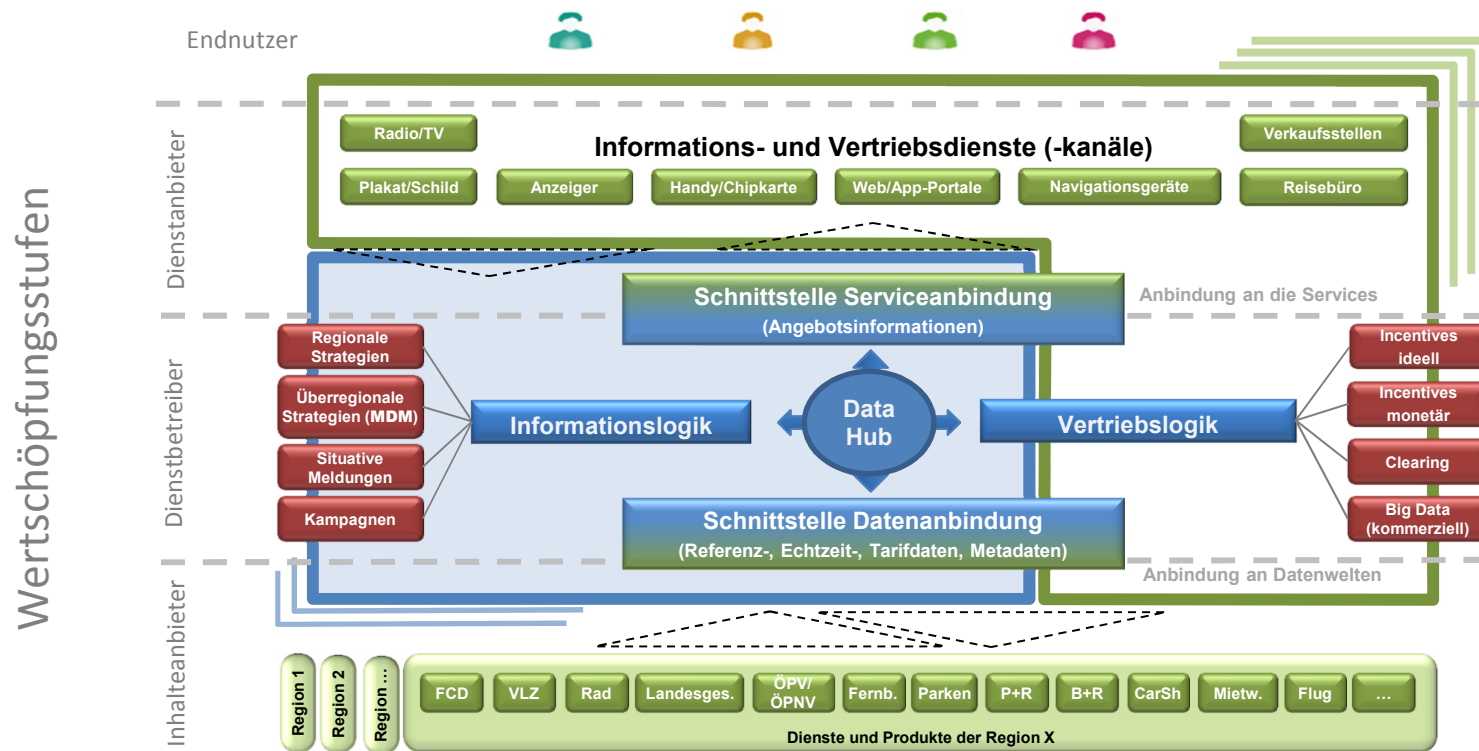 Wertschöpfungsstufen
Endnutzer
Dienstanbieter
Radio/TV
Informations- und Vertriebsdienste (-kanäle)
Verkaufsstellen
Plakat/Schild
Anzeiger
Handy/Chipkarte
Web/App-Portale
Navigationsgeräte
Reisebüro
Schnittstelle Serviceanbindung
(Angebotsinformationen)
Anbindung an die Services
Dienstbetreiber
Regionale
Strategien
Überregionale
Strategien (MDM)
Situative
Meldungen
Kampagnen
Informationslogik
Data
Hub
Vertriebslogik
Incentives
ideell
Incentives
monetär
Clearing
Big Data
(kommerziell)
Schnittstelle Datenanbindung
(Referenz-, Echtzeit-, Tarifdaten, Metadaten)
Anbindung an Datenwelten
Inhalteanbieter
Region 1
Region 2
Region ...
FCD
VLZ
Rad
Landesges.
ÖPV/
ÖPNV
Fernb.
Parken
P+R
B+R
CarSh
Mietw.
Flug
...
Dienste und Produkte der Region X